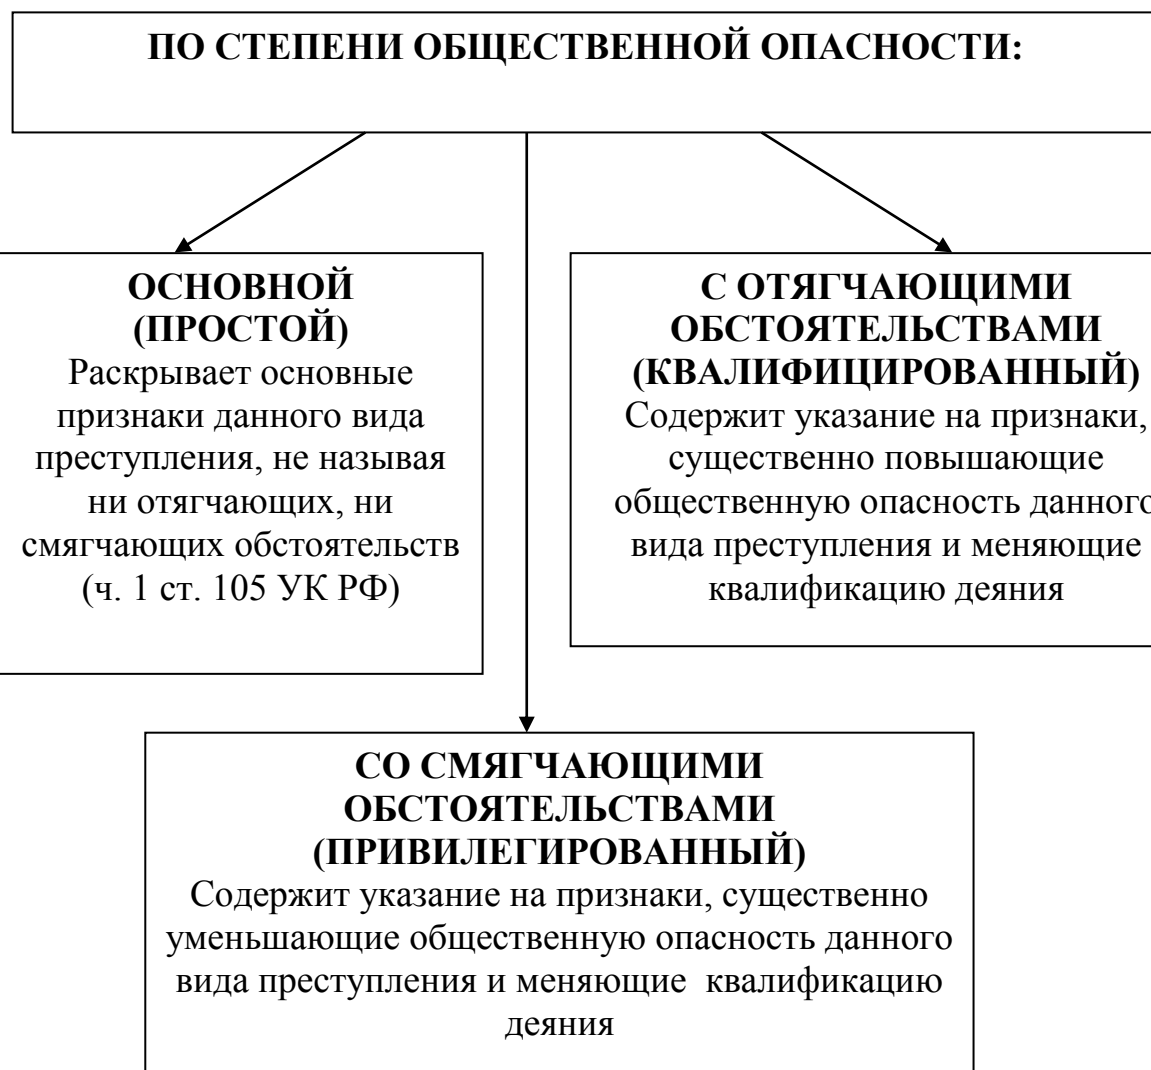 ПО СТЕПЕНИ ОБЩЕСТВЕННОЙ ОПАСНОСТИ:
ОСНОВНОЙ
(ПРОСТОЙ)
Раскрывает основные
признаки данного вида
преступления, не называя
ни отягчающих, ни
смягчающих обстоятельств
(ч. 1 ст. 105 УК РФ)
С ОТЯГЧАЮЩИМИ
ОБСТОЯТЕЛЬСТВАМИ
(КВАЛИФИЦИРОВАННЫЙ)
Содержит указание на признаки,
существенно повышающие
общественную опасность данного
вида преступления и меняющие
квалификацию деяния
СО СМЯГЧАЮЩИМИ
ОБСТОЯТЕЛЬСТВАМИ
(ПРИВИЛЕГИРОВАННЫЙ)
Содержит указание на признаки, существенно
уменьшающие общественную опасность данного
вида преступления и меняющие  квалификацию
деяния